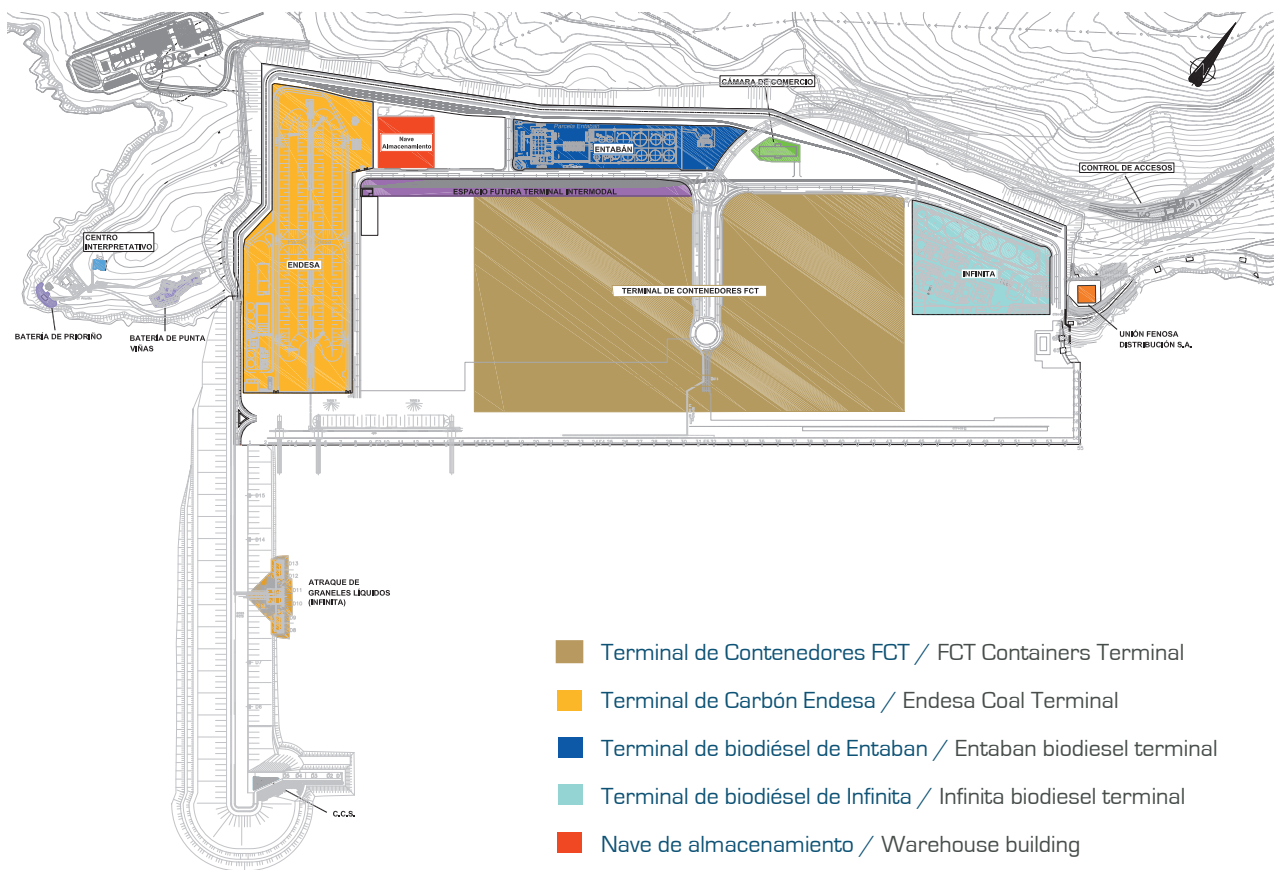 CÁMARA DE COMERCIO
Parcela Entaban
Nave
Almacenamiento
ENTABÁN
CONTROL DE ACCESOS
ESPACIO FUTURA TERMINAL INTERMODAL
CENTRO
INTERPRETATIVO
ENDESA
INFINITA
TERMINAL DE CONTENEDORES FCT
BATERÍA DE PRIORIÑO
BATERÍA DE PUNTA
VIÑAS
UNIÓN FENOSA
DISTRIBUCIÓN S.A.
ATRAQUE DE
GRANELES LÍQUIDOS
(INFINITA)
C.C.S.
Terminal de Contenedores FCT / FCT Containers Terminal
Terminal de Carbón Endesa / Endesa Coal Terminal
Terminal de biodiésel de Entaban / Entaban biodiesel terminal
Terminal de biodiésel de Infinita / Infinita biodiesel terminal
Nave de almacenamiento / Warehouse building